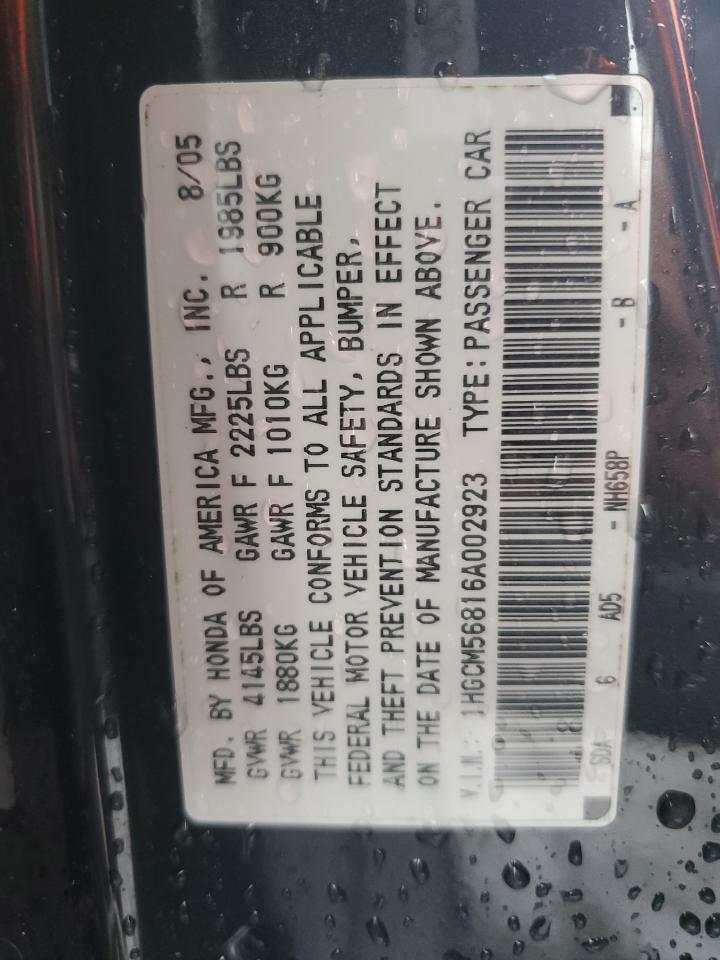 MFD. BY HONDA OF AMERICA MFG., INC. 8/05
GVWR 4145LBS GAWR F 2225LBS R 1985LBS
GVWR 1880KG GAWR F 1010KG R 900KG
THIS VEHICLE CONFORMS TO ALL APPLICABLE
FEDERAL MOTOR VEHICLE SAFETY, BUMPER,
AND THEFT PREVENTION STANDARDS IN EFFECT
ON THE DATE OF MANUFACTURE SHOWN ABOVE.
V.I.N.: 1HGCM56816A002923 TYPE: PASSENGER CAR
SDA 6 AD5 - NH658P - B - A